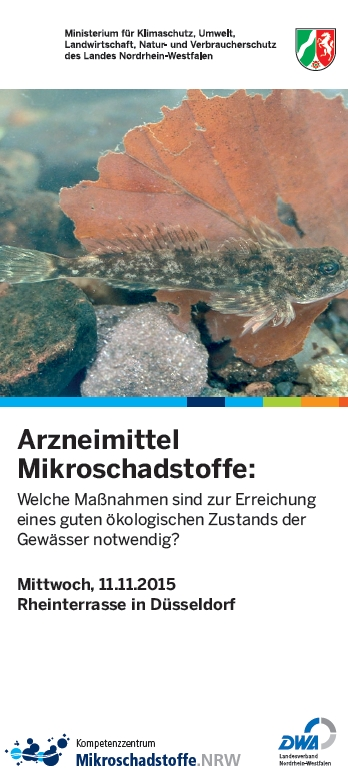 Ministerium für Klimaschutz, Umwelt,
Landwirtschaft, Natur- und Verbraucherschutz
des Landes Nordrhein-Westfalen
Arzneimittel
Mikroschadstoffe:
Welche Maßnahmen sind zur Erreichung
eines guten ökologischen Zustands der
Gewässer notwendig?
Mittwoch, 11.11.2015
Rheinterrasse in Düsseldorf
Kompetenzzentrum
Mikroschadstoffe.NRW
DWA
Landesverband
Nordrhein-Westfalen